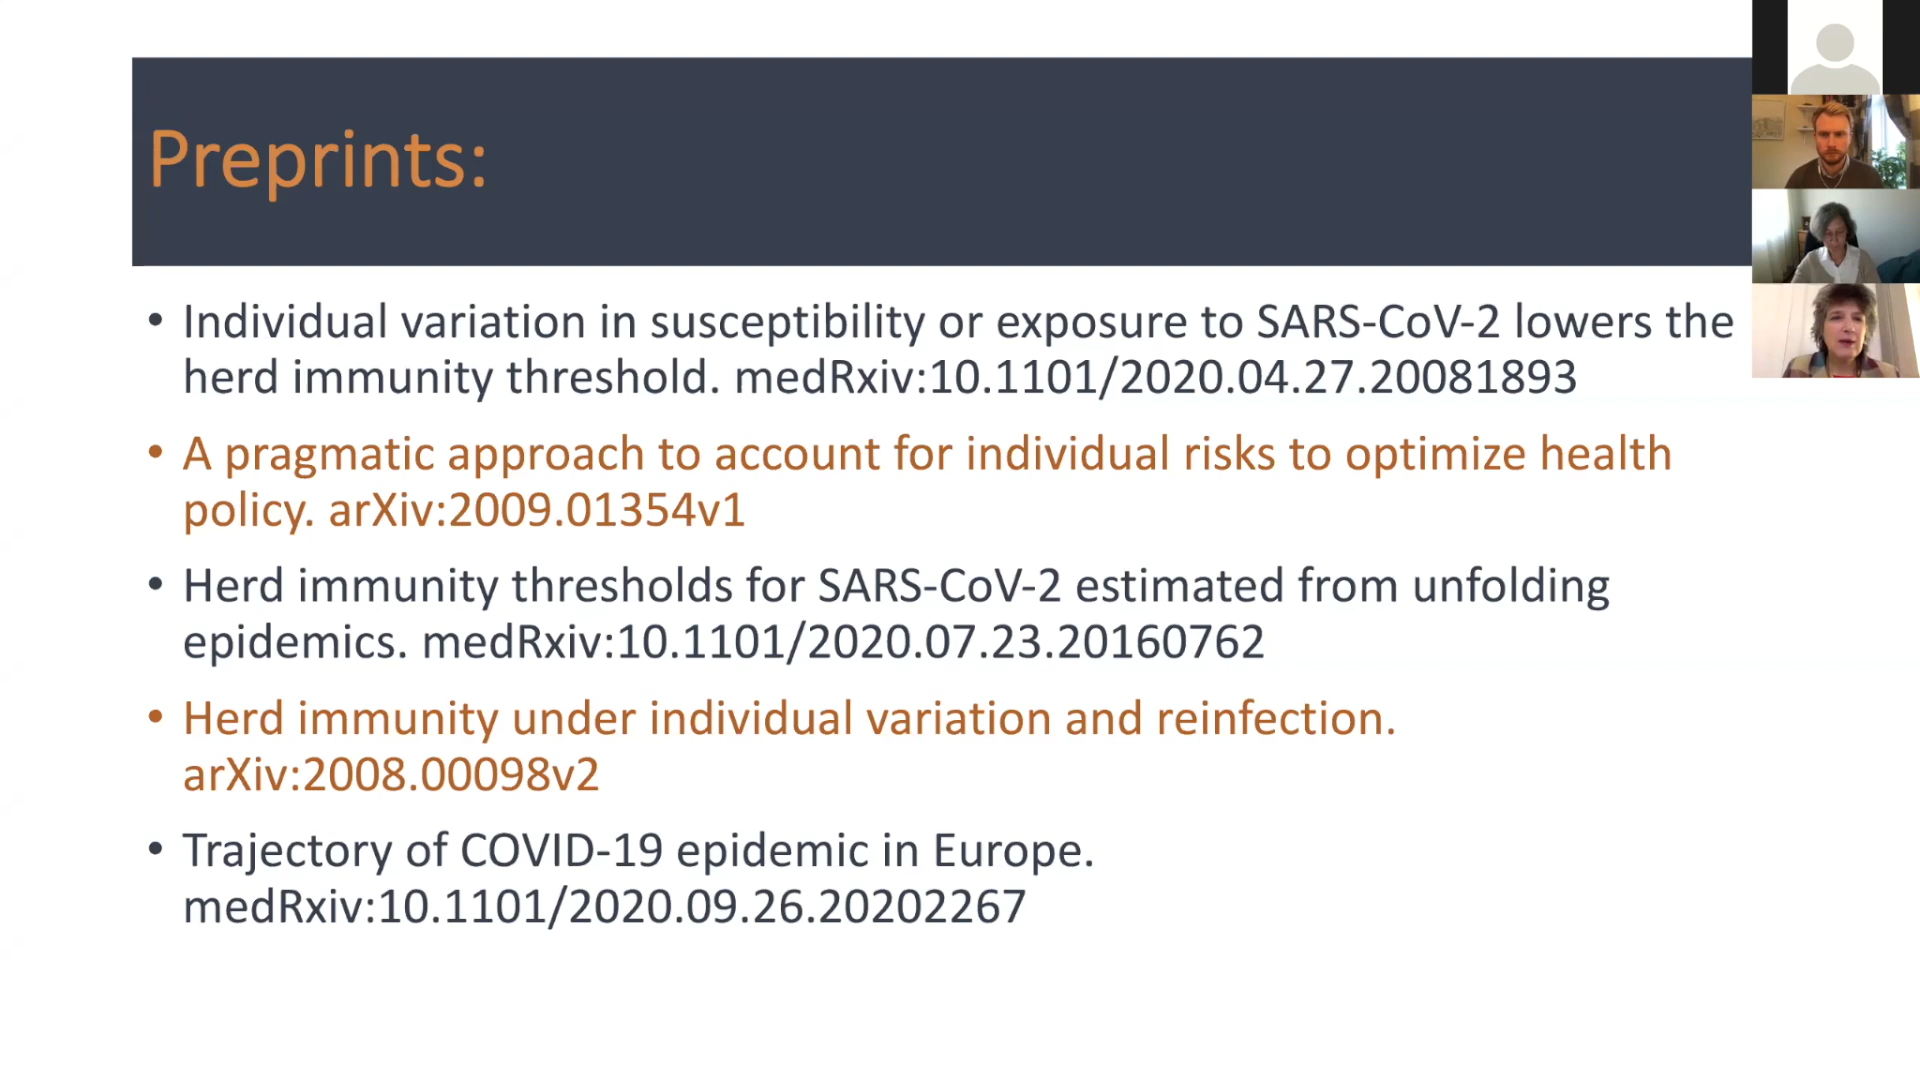 Preprints:
• Individual variation in susceptibility or exposure to SARS-CoV-2 lowers the
herd immunity threshold. medRxiv:10.1101/2020.04.27.20081893
• A pragmatic approach to account for individual risks to optimize health
policy. arXiv:2009.01354v1
• Herd immunity thresholds for SARS-CoV-2 estimated from unfolding
epidemics. medRxiv:10.1101/2020.07.23.20160762
• Herd immunity under individual variation and reinfection.
arXiv:2008.00098v2
• Trajectory of COVID-19 epidemic in Europe.
medRxiv:10.1101/2020.09.26.20202267